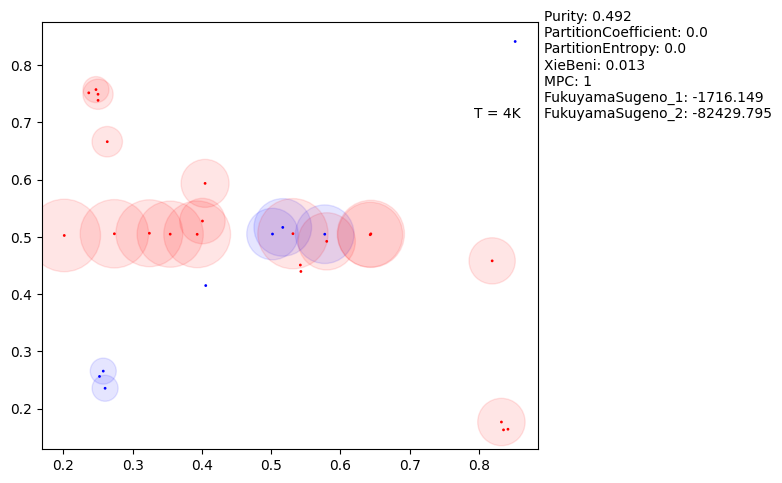 Purity: 0.492
PartitionCoefficient: 0.0
PartitionEntropy: 0.0
XieBeni: 0.013
MPC: 1
FukuyamaSugeno_1: -1716.149
FukuyamaSugeno_2: -82429.795
T = 4K
0.8
0.7
0.6
0.5
0.4
0.3
0.2
0.2 0.3 0.4 0.5 0.6 0.7 0.8